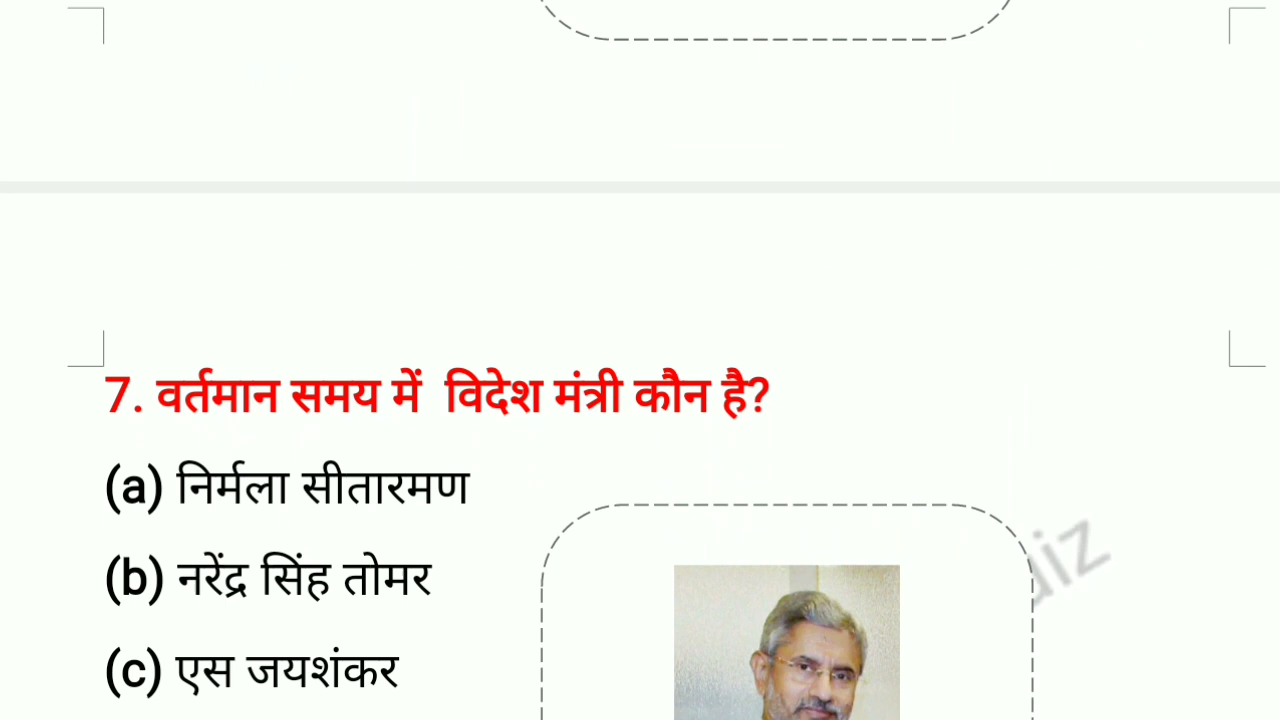 7. वर्तमान समय में विदेश मंत्री कौन है?
(a) निर्मला सीतारमण
(b) नरेंद्र सिंह तोमर
(c) एस जयशंकर